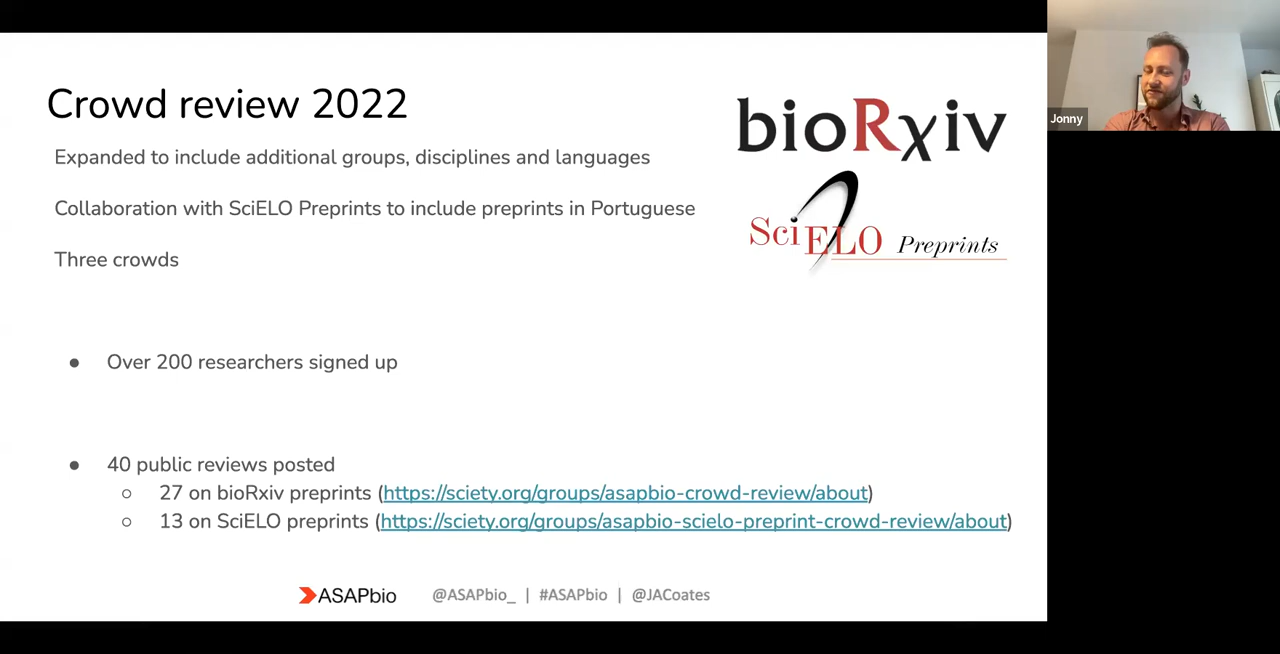 Crowd review 2022
Expanded to include additional groups, disciplines and languages
Collaboration with SciELO Preprints to include preprints in Portuguese
Three crowds
● Over 200 researchers signed up
● 40 public reviews posted
○ 27 on bioRxiv preprints (https://sciety.org/groups/asapbio-crowd-review/about)
○ 13 on SciELO preprints (https://sciety.org/groups/asapbio-scielo-preprint-crowd-review/about)
bioRχiv
SciELO Preprints
ASAPbio @ASAPbio_ | #ASAPbio | @JACoates
Jonny